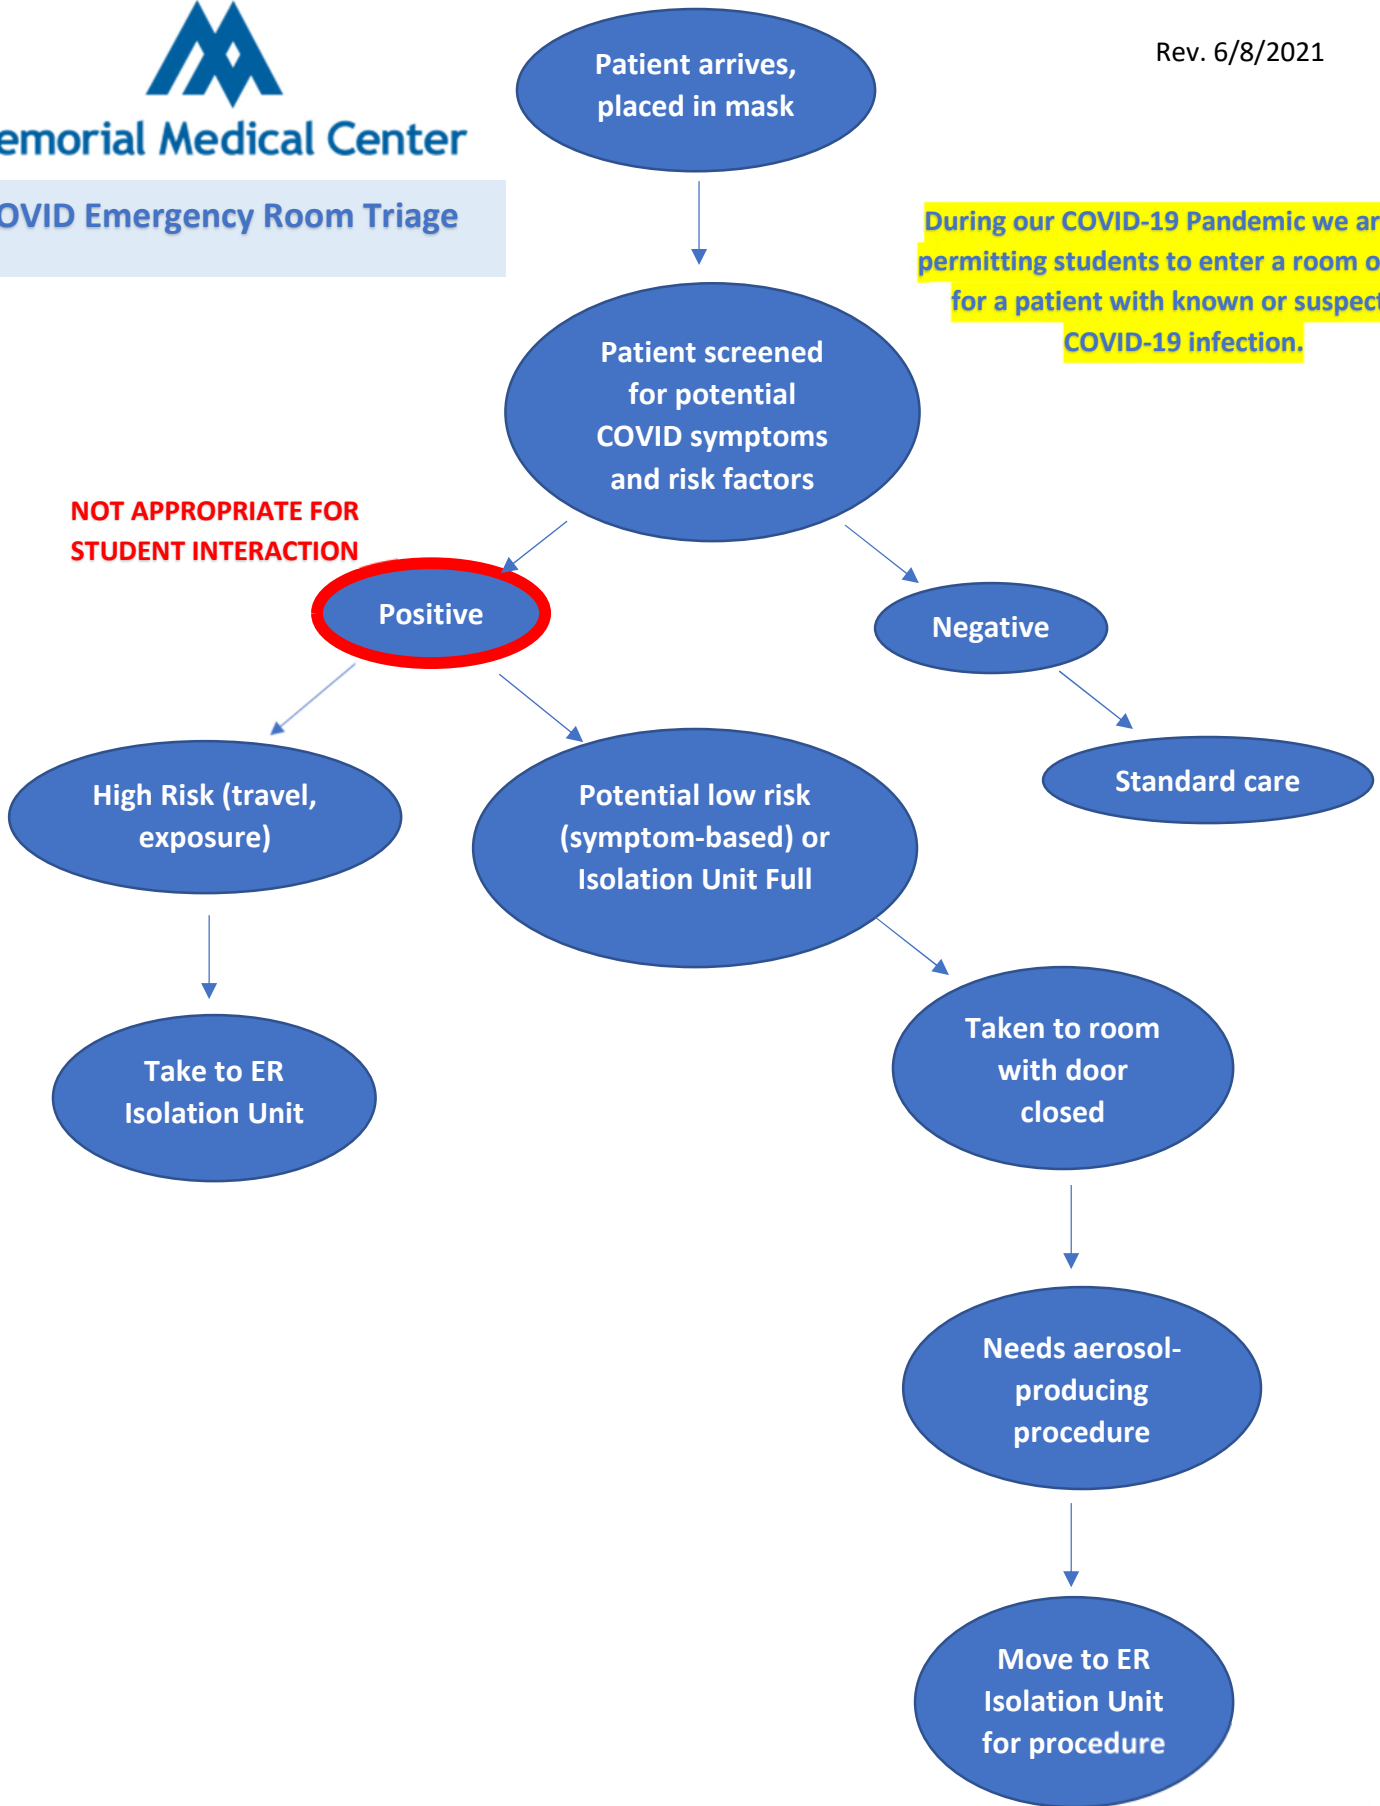 Rev. 6/8/2021
Patient arrives,
placed in mask
emorial Medical Center
OVID Emergency Room Triage
During our COVID-19 Pandemic we ar
permitting students to enter a room o
for a patient with known or suspect
COVID-19 infection.
Patient screened
for potential
COVID symptoms
and risk factors
NOT APPROPRIATE FOR
STUDENT INTERACTION
Positive
Negative
High Risk (travel,
exposure)
Potential low risk
(symptom-based) or
Isolation Unit Full
Standard care
Take to ER
Isolation Unit
Taken to room
with door
closed
Needs aerosol-
producing
procedure
Move to ER
Isolation Unit
for procedure